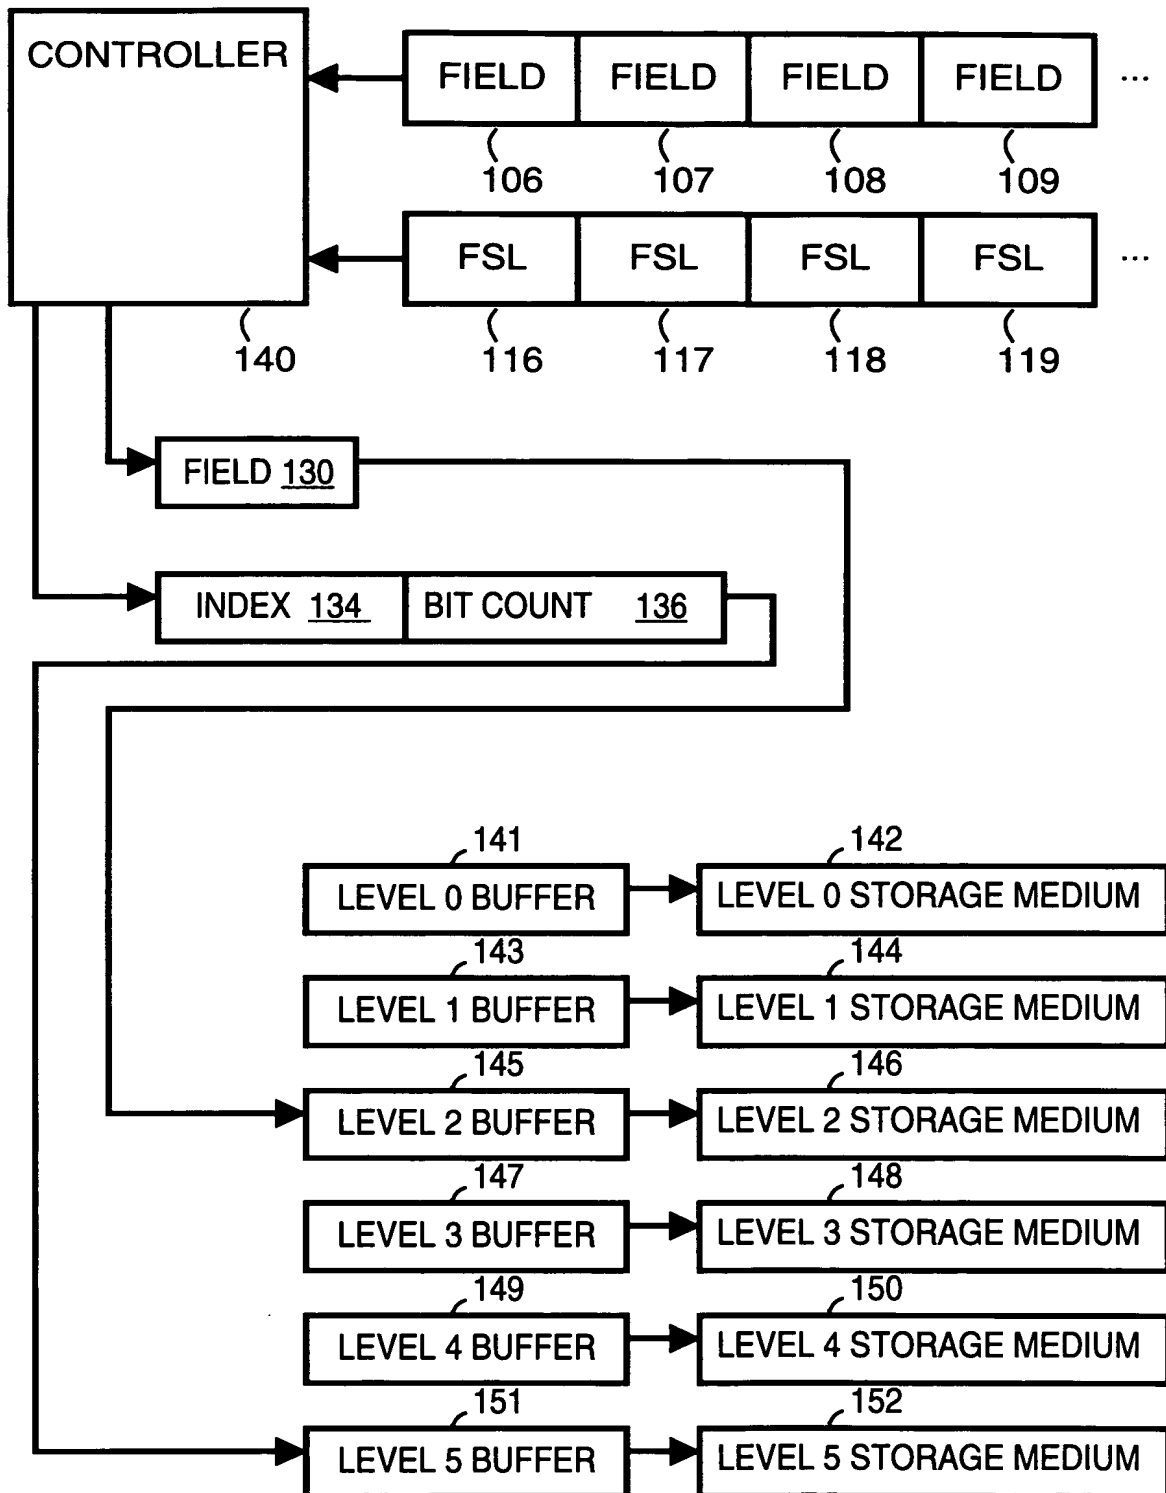 CONTROLLER
FIELD FIELD FIELD FIELD ...
106 107 108 109
FSL FSL FSL FSL ...
140 116 117 118 119
FIELD 130
INDEX 134 BIT COUNT 136
141 142
LEVEL 0 BUFFER LEVEL 0 STORAGE MEDIUM
143 144
LEVEL 1 BUFFER LEVEL 1 STORAGE MEDIUM
145 146
LEVEL 2 BUFFER LEVEL 2 STORAGE MEDIUM
147 148
LEVEL 3 BUFFER LEVEL 3 STORAGE MEDIUM
149 150
LEVEL 4 BUFFER LEVEL 4 STORAGE MEDIUM
151 152
LEVEL 5 BUFFER LEVEL 5 STORAGE MEDIUM